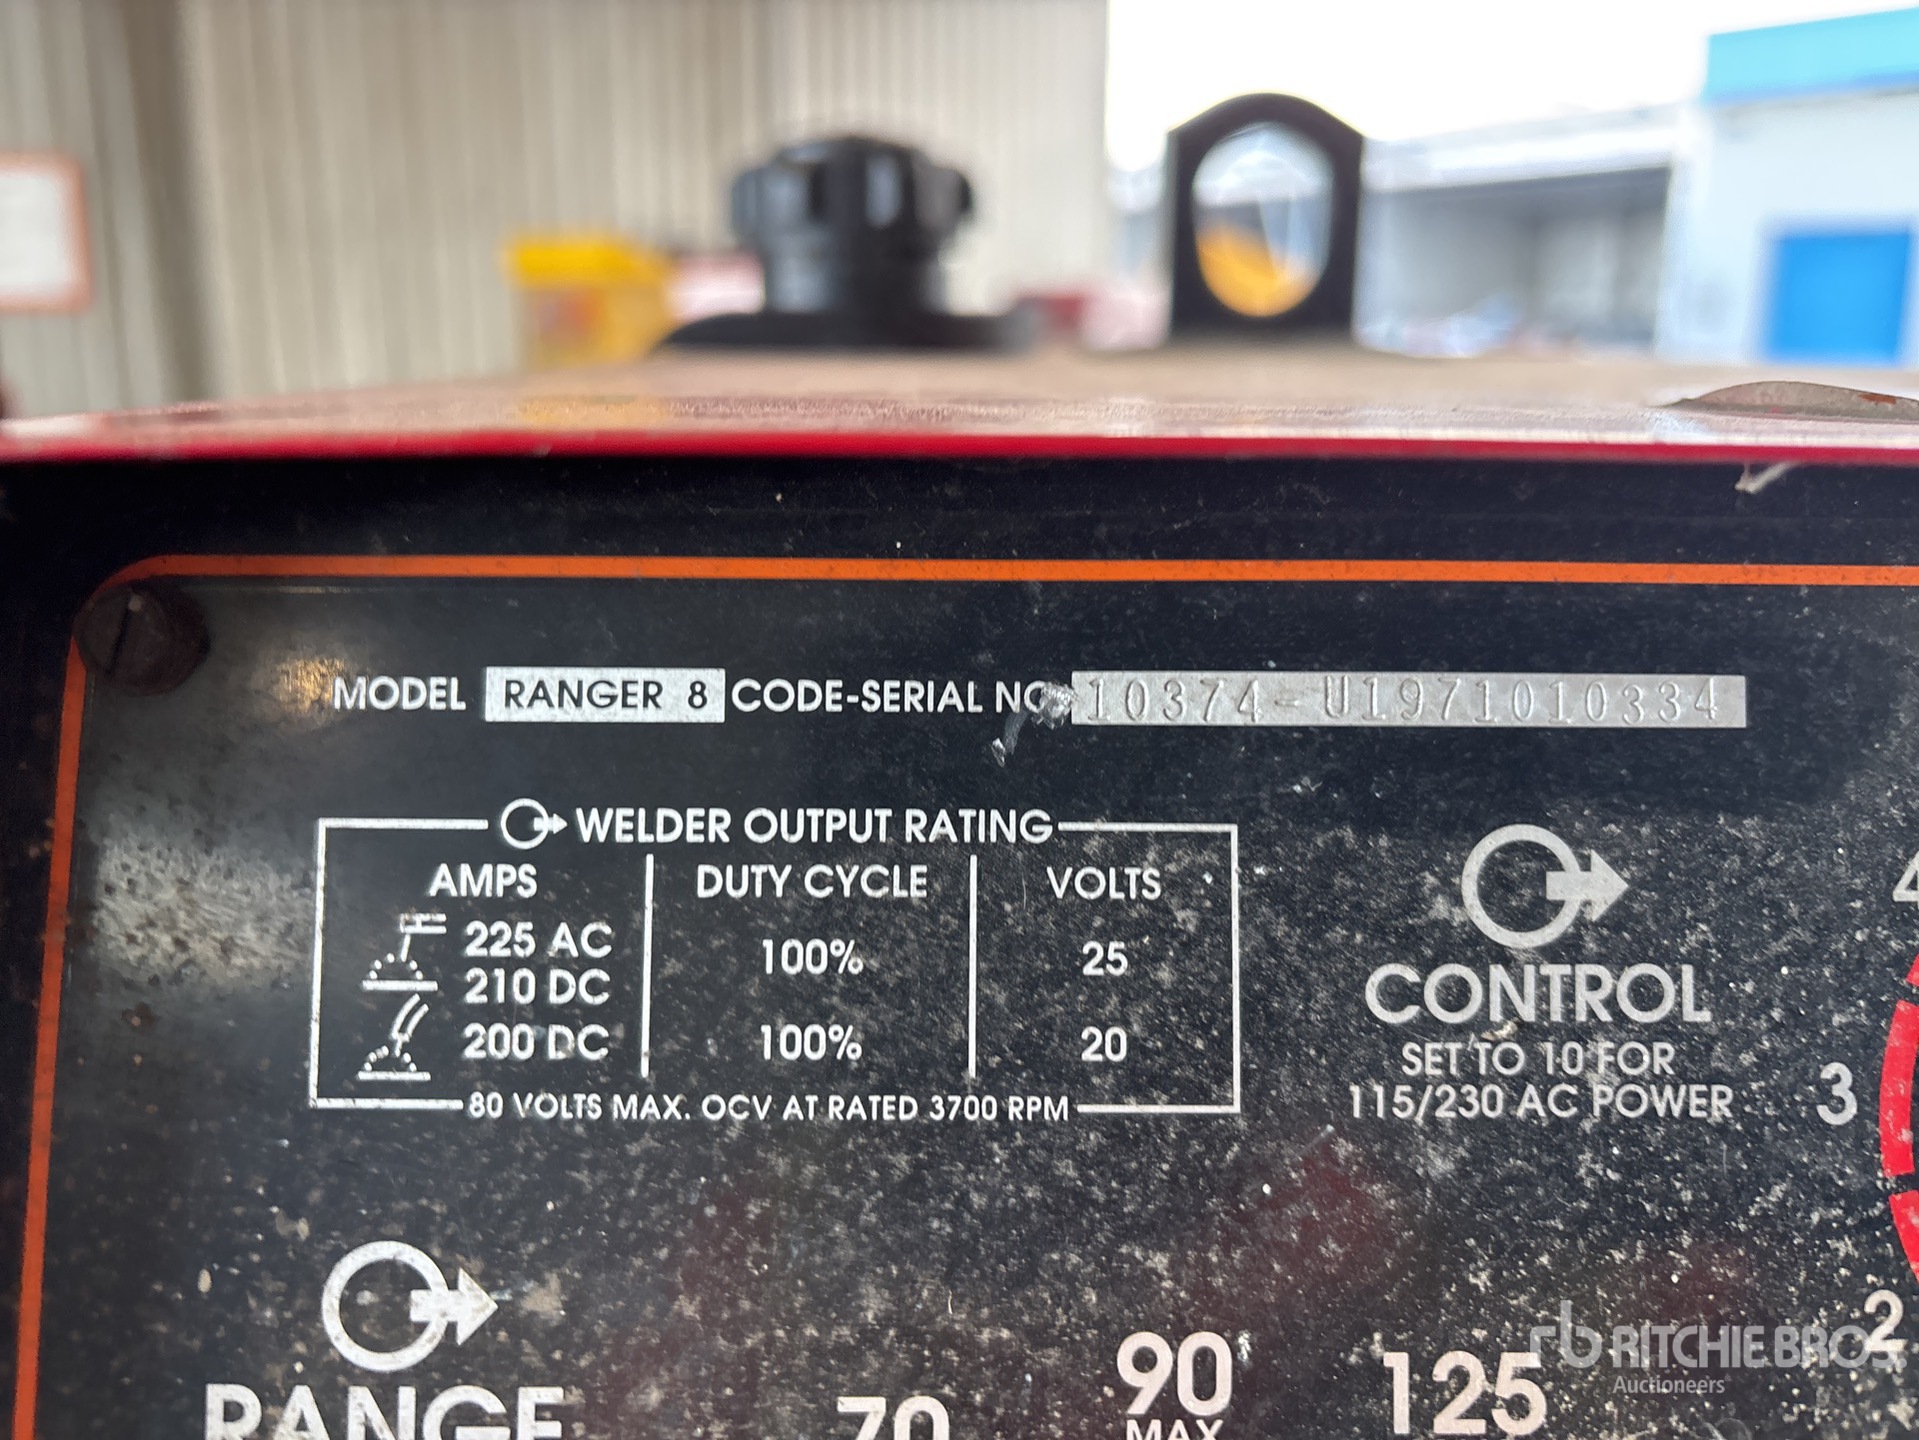 MODEL RANGER 8 CODE-SERIAL NO. 10374-U1971010334
WELDER OUTPUT RATING
AMPS DUTY CYCLE VOLTS
225 AC
210 DC 100% 25
200 DC 100% 20
80 VOLTS MAX. OCV AT RATED 3700 RPM
CONTROL
SET TO 10 FOR
115/230 AC POWER
4
3
2
RANGE
70
90
MAX
125
rb RITCHIE BROS.
Auctioneers